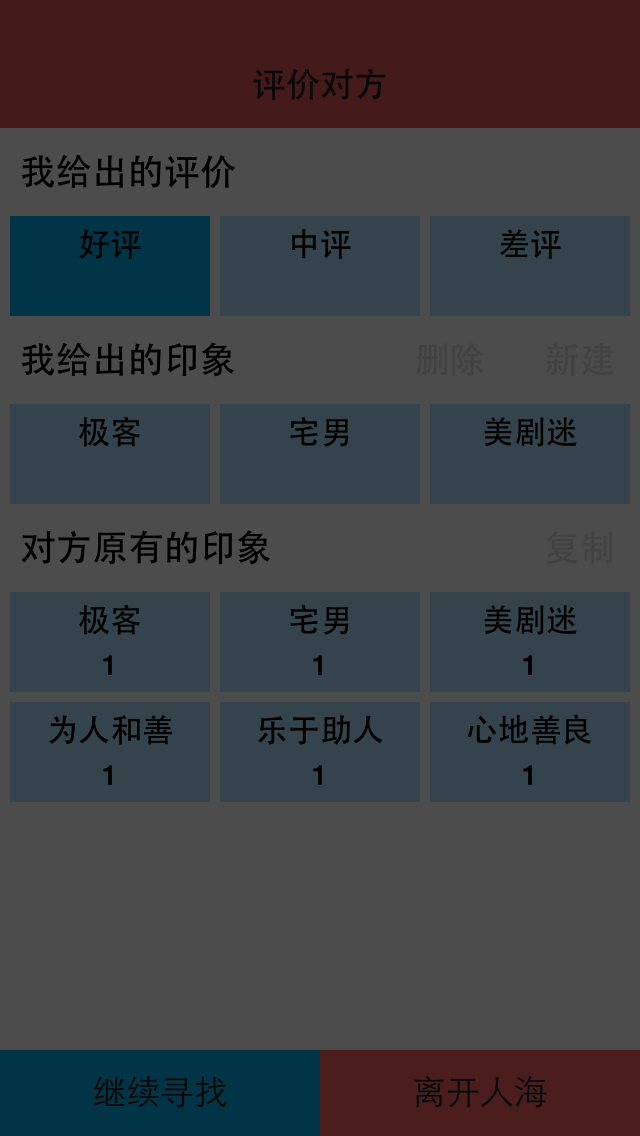 评价对方
我给出的评价
好评 中评 差评
我给出的印象 删除 新建
极客 宅男 美剧迷
对方原有的印象 复制
极客 宅男 美剧迷
1 1 1
为人和善 乐于助人 心地善良
1 1 1
继续寻找 离开人海